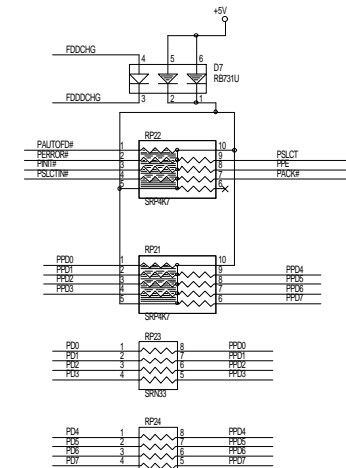 +5V
FDDCHG
4 5 6 D7
RB731U
FDDDCHG 3 2 1
RP22
PAUTOFD# 1 10
PERROR# 2 9 PSLCT
PINIT# 3 8 PPE
PSLCTIN# 4 7 PACK#
5 6
SRP4K7
RP21
PPD0 1 10
PPD1 2 9 PPD4
PPD2 3 8 PPD5
PPD3 4 7 PPD6
5 6 PPD7
SRP4K7
RP23
PD0 1 8 PPD0
PD1 2 7 PPD1
PD2 3 6 PPD2
PD3 4 5 PPD3
SRN33
RP24
PD4 1 8 PPD4
PD5 2 7 PPD5
PD6 3 6 PPD6
PD7 4 5 PPD7